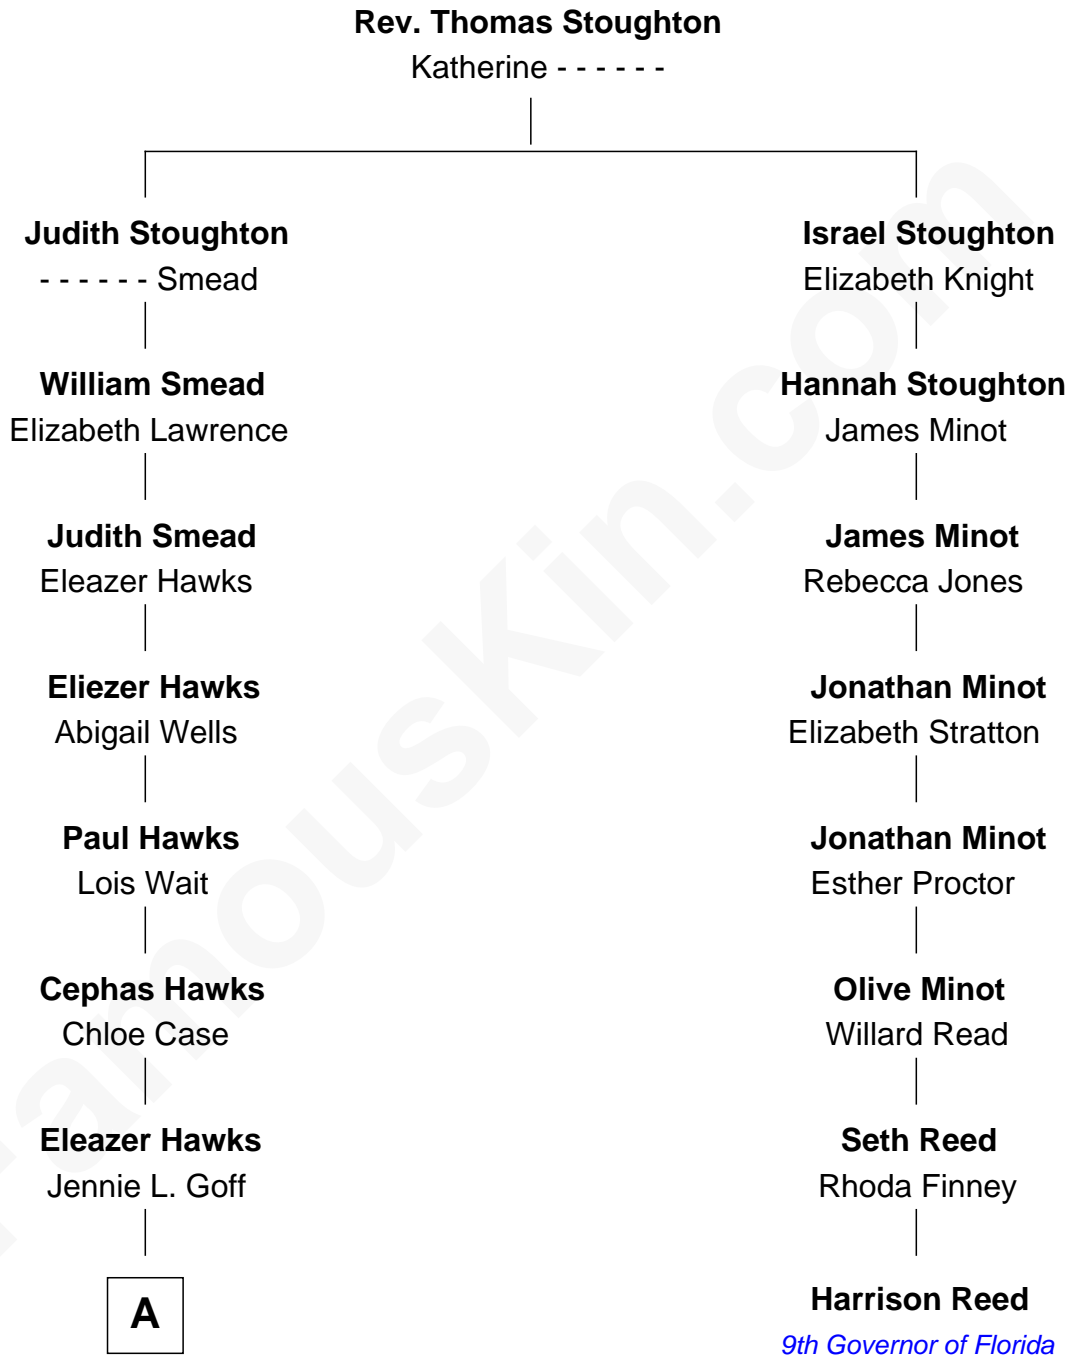 Rev. Thomas Stoughton
Katherine - - - - - -
Judith Stoughton
- - - - - - Smead
Israel Stoughton
Elizabeth Knight
William Smead
Elizabeth Lawrence
Hannah Stoughton
James Minot
Judith Smead
Eleazer Hawks
James Minot
Rebecca Jones
Eliezer Hawks
Abigail Wells
Jonathan Minot
Elizabeth Stratton
Paul Hawks
Lois Wait
Jonathan Minot
Esther Proctor
Cephas Hawks
Chloe Case
Olive Minot
Willard Read
Eleazer Hawks
Jennie L. Goff
Seth Reed
Rhoda Finney
A
Harrison Reed
9th Governor of Florida
FamousKin.com